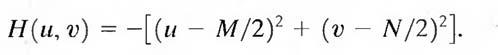 H(u, v) = −[(u − M/2)² + (v − N/2)²].